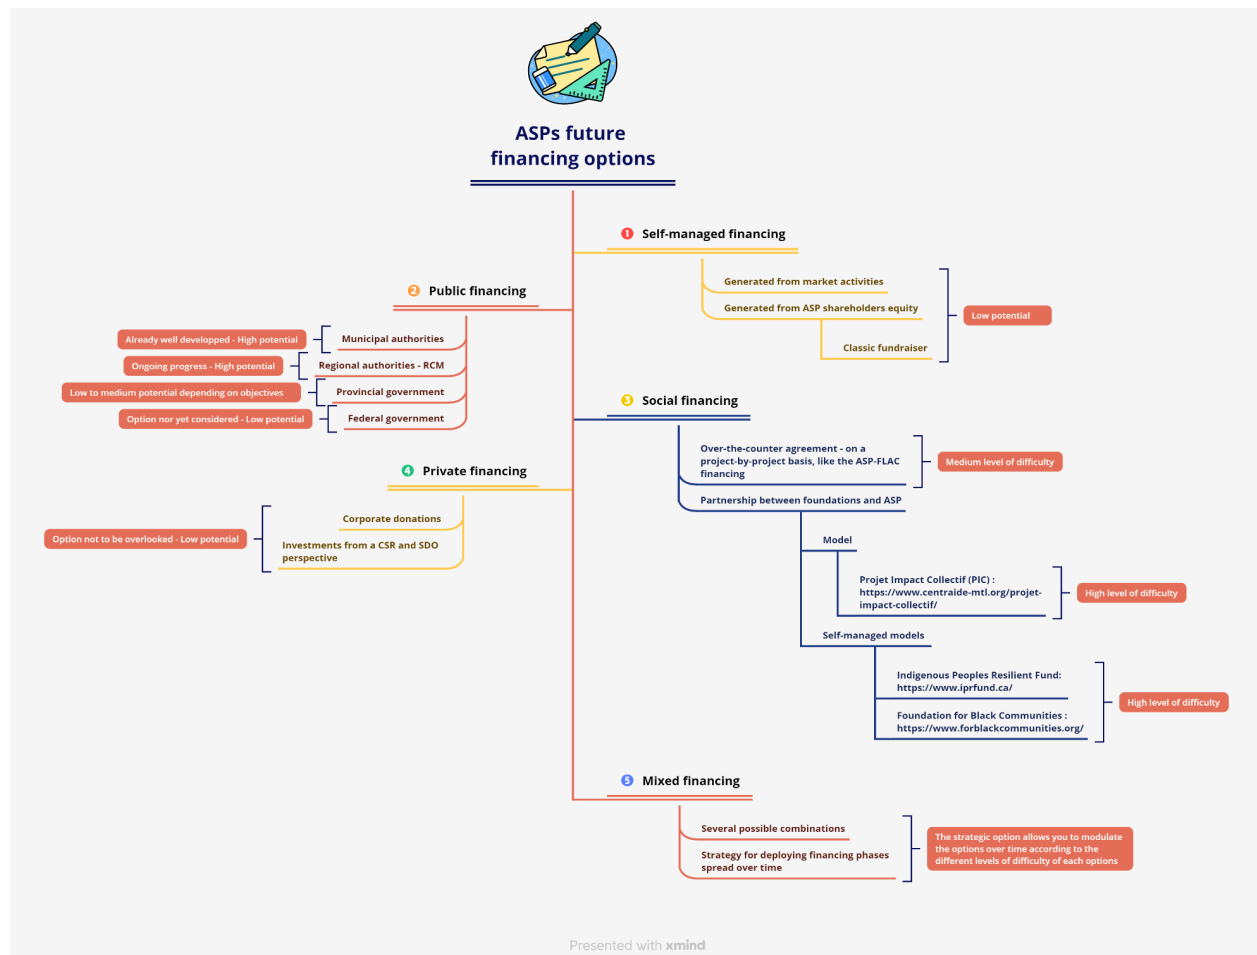 ASPs future
financing options
1 Self-managed financing
Generated from market activities
Generated from ASP shareholders equity
Classic fundraiser
Low potential
2 Public financing
Already well developped - High potential
Municipal authorities
Ongoing progress - High potential
Regional authorities - RCM
Low to medium potential depending on objectives
Provincial government
Option nor yet considered - Low potential
Federal government
3 Social financing
Over-the-counter agreement - on a
project-by-project basis, like the ASP-FLAC
financing
Medium level of difficulty
Partnership between foundations and ASP
Model
Projet Impact Collectif (PIC) :
https://www.centraide-mtl.org/projet-
impact-collectif/
High level of difficulty
Self-managed models
Indigenous Peoples Resilient Fund:
https://www.iprfund.ca/
Foundation for Black Communities :
https://www.forblackcommunities.org/
High level of difficulty
4 Private financing
Corporate donations
Option not to be overlooked - Low potential
Investments from a CSR and SDO
perspective
5 Mixed financing
Several possible combinations
Strategy for deploying financing phases
spread over time
The strategic option allows you to modulate
the options over time according to the
different levels of difficulty of each options
Presented with xmind